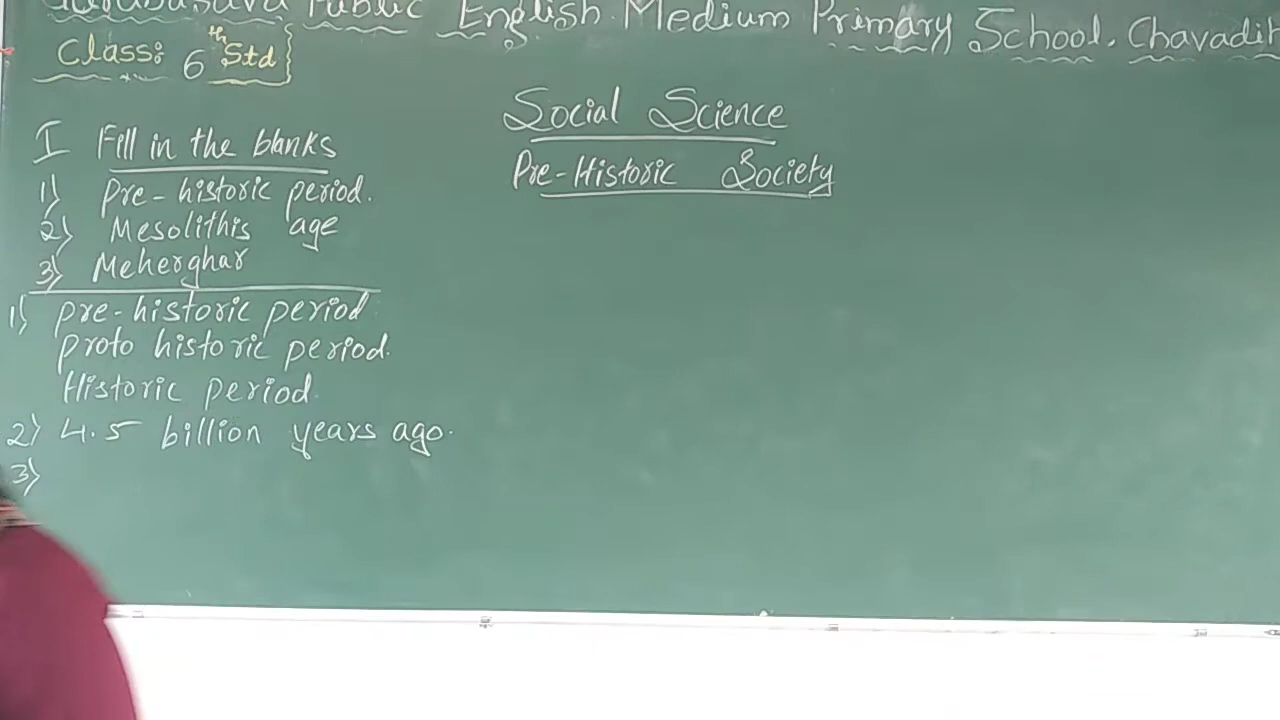 Public English Medium Primary School, Chavadih
Class: 6th Std
Social Science
Pre-Historic Society
I Fill in the blanks
1) pre-historic period.
2) Mesolithis age
3) Meherghar
1) pre-historic period.
proto historic period.
Historic period.
2) 4.5 billion years ago.
3)